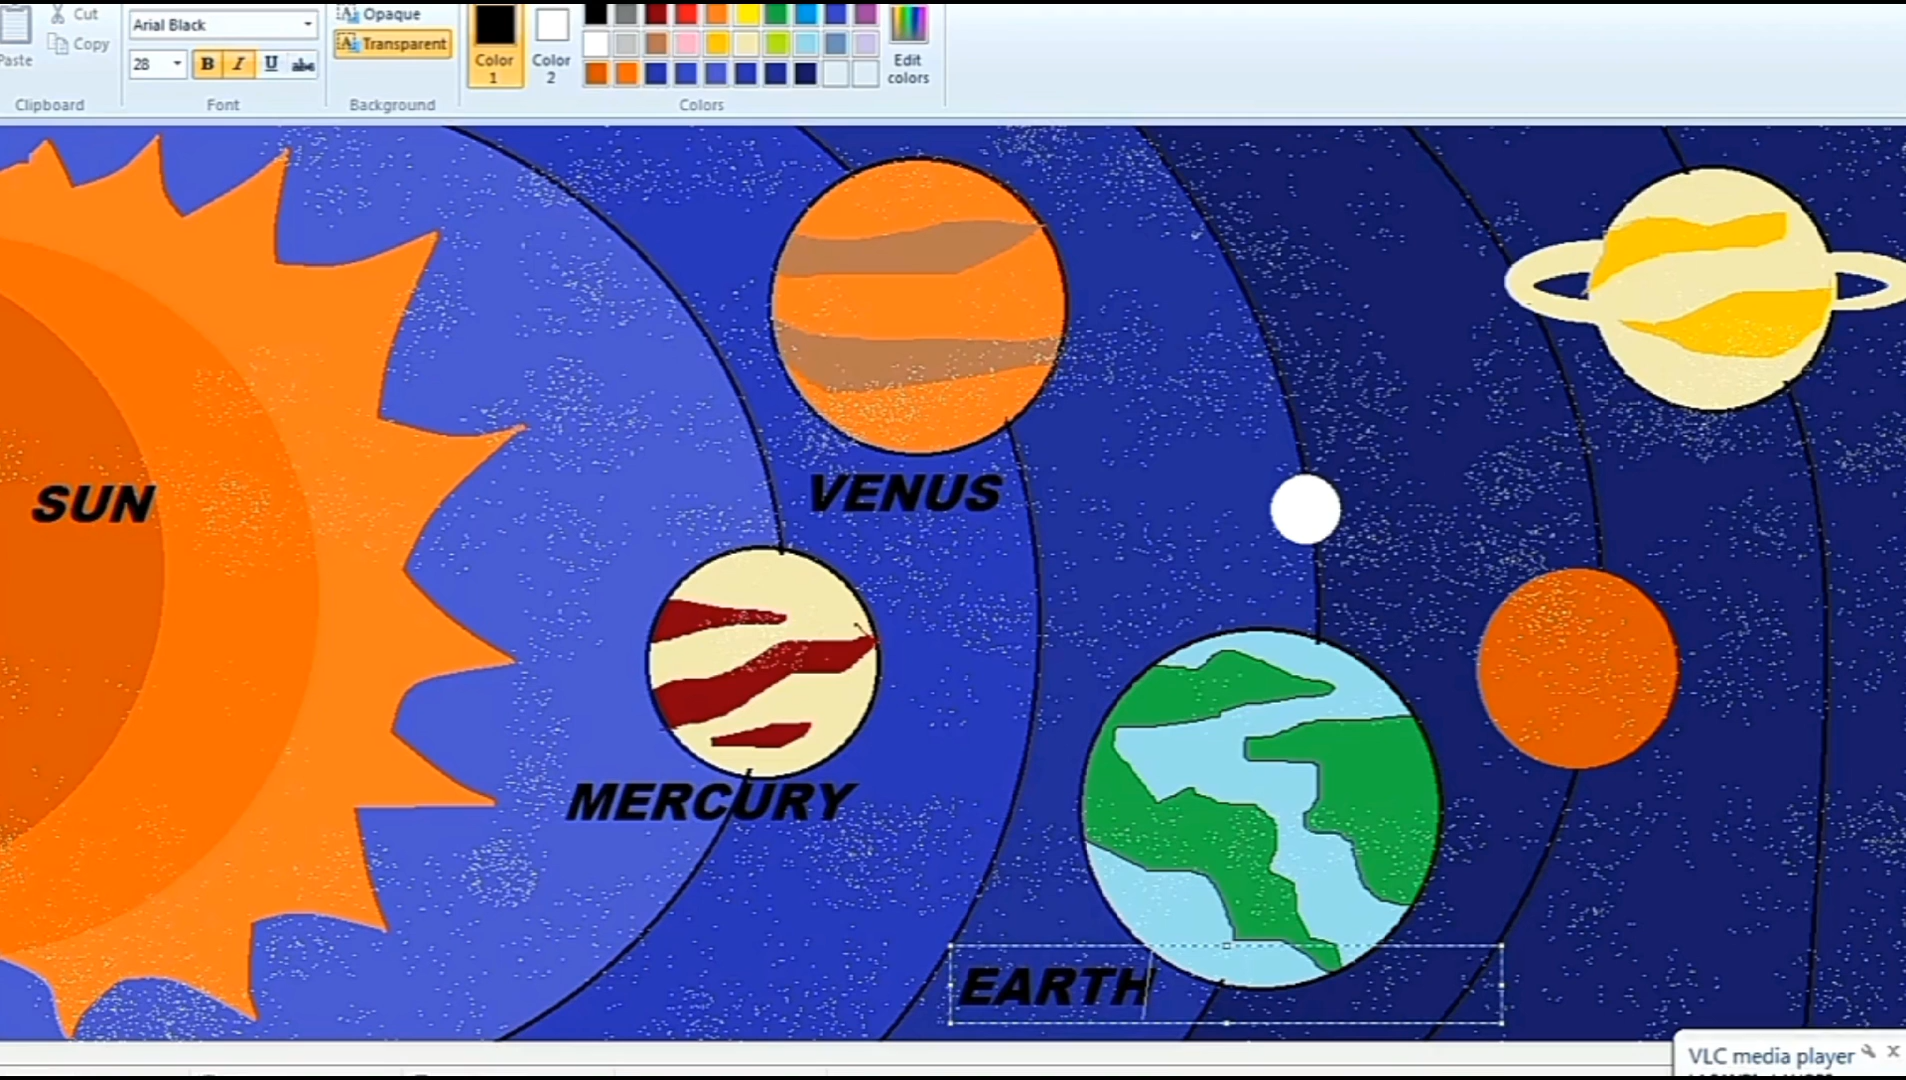 Cut
Arial Black
Opaque
Copy
Transparent
Paste
28
B I U abc
Color
1
Color
2
Edit
colors
Clipboard
Font
Background
Colors
VENUS
SUN
MERCURY
EARTH
VLC media player